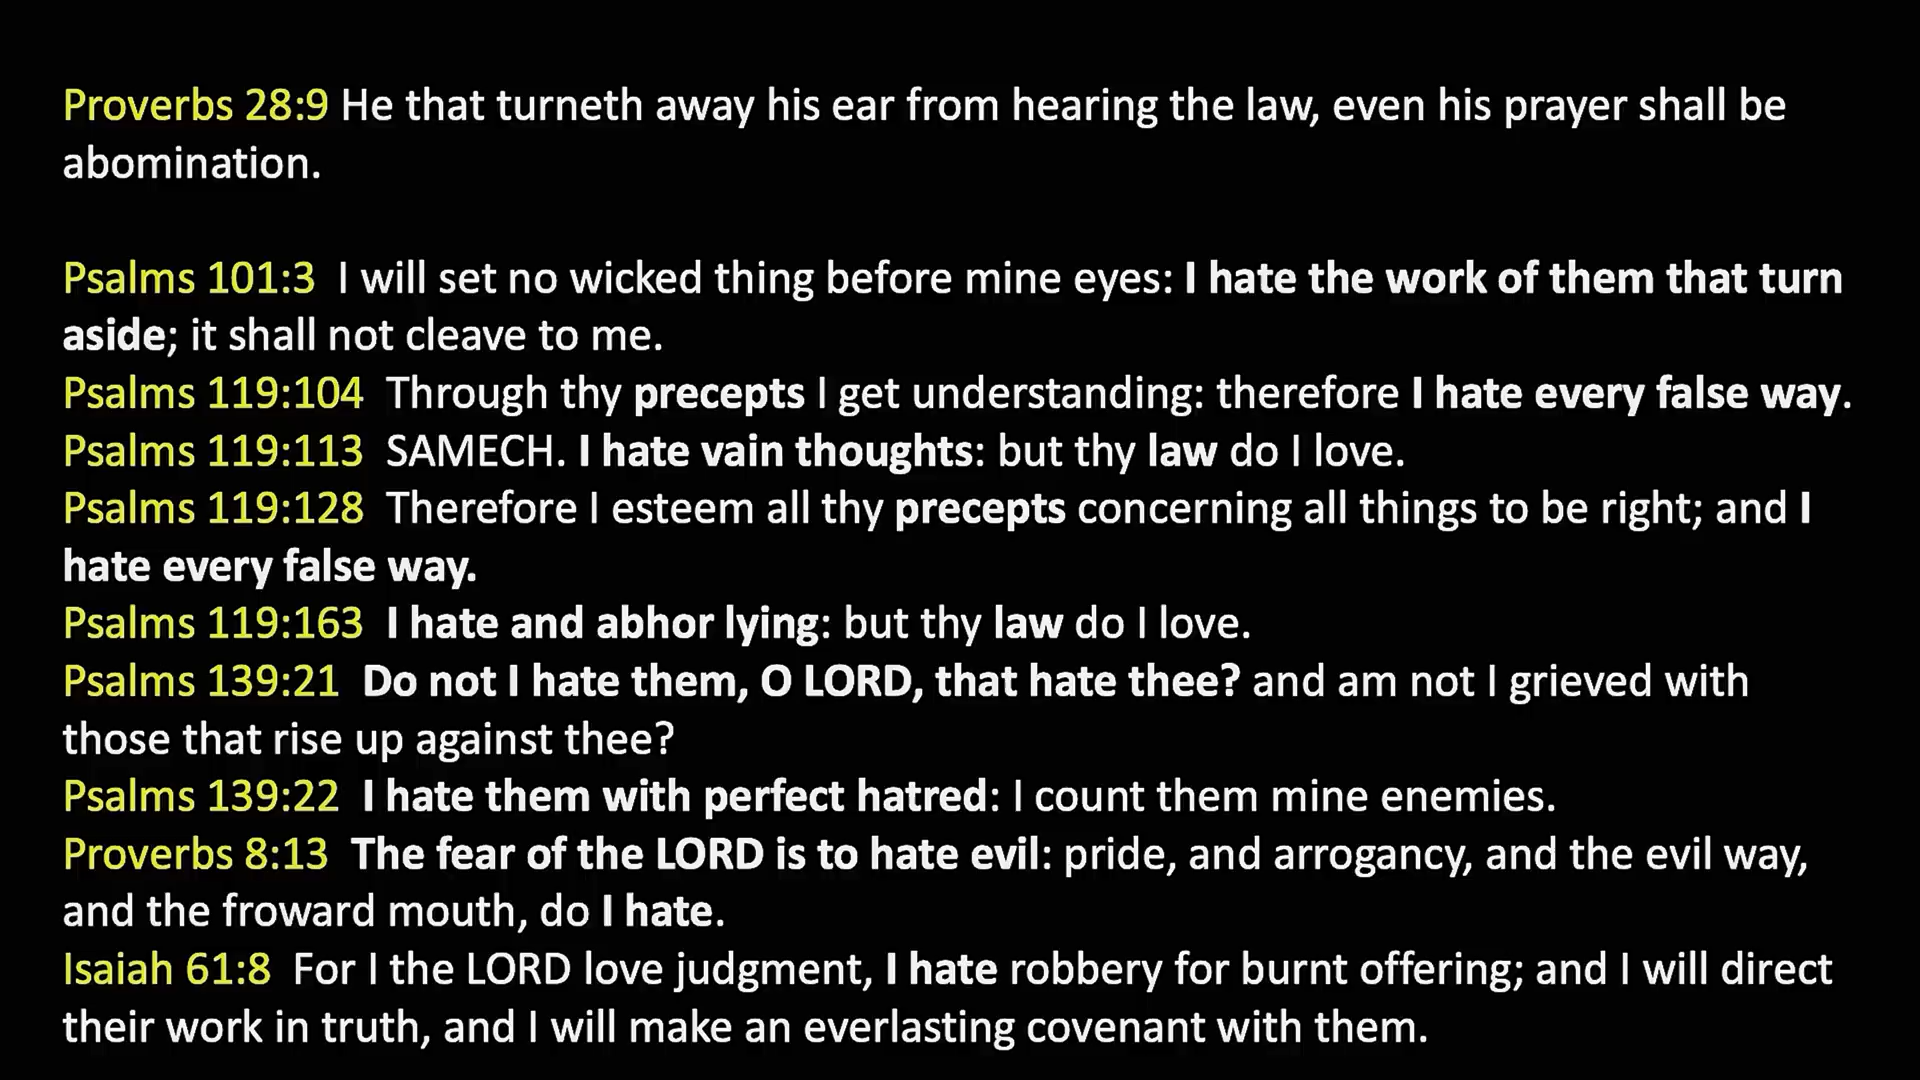 Proverbs 28:9 He that turneth away his ear from hearing the law, even his prayer shall be
abomination.
Psalms 101:3 I will set no wicked thing before mine eyes: I hate the work of them that turn
aside; it shall not cleave to me.
Psalms 119:104 Through thy precepts I get understanding: therefore I hate every false way.
Psalms 119:113 SAMECH. I hate vain thoughts: but thy law do I love.
Psalms 119:128 Therefore I esteem all thy precepts concerning all things to be right; and I
hate every false way.
Psalms 119:163 I hate and abhor lying: but thy law do I love.
Psalms 139:21 Do not I hate them, O LORD, that hate thee? and am not I grieved with
those that rise up against thee?
Psalms 139:22 I hate them with perfect hatred: I count them mine enemies.
Proverbs 8:13 The fear of the LORD is to hate evil: pride, and arrogancy, and the evil way,
and the froward mouth, do I hate.
Isaiah 61:8 For I the LORD love judgment, I hate robbery for burnt offering; and I will direct
their work in truth, and I will make an everlasting covenant with them.